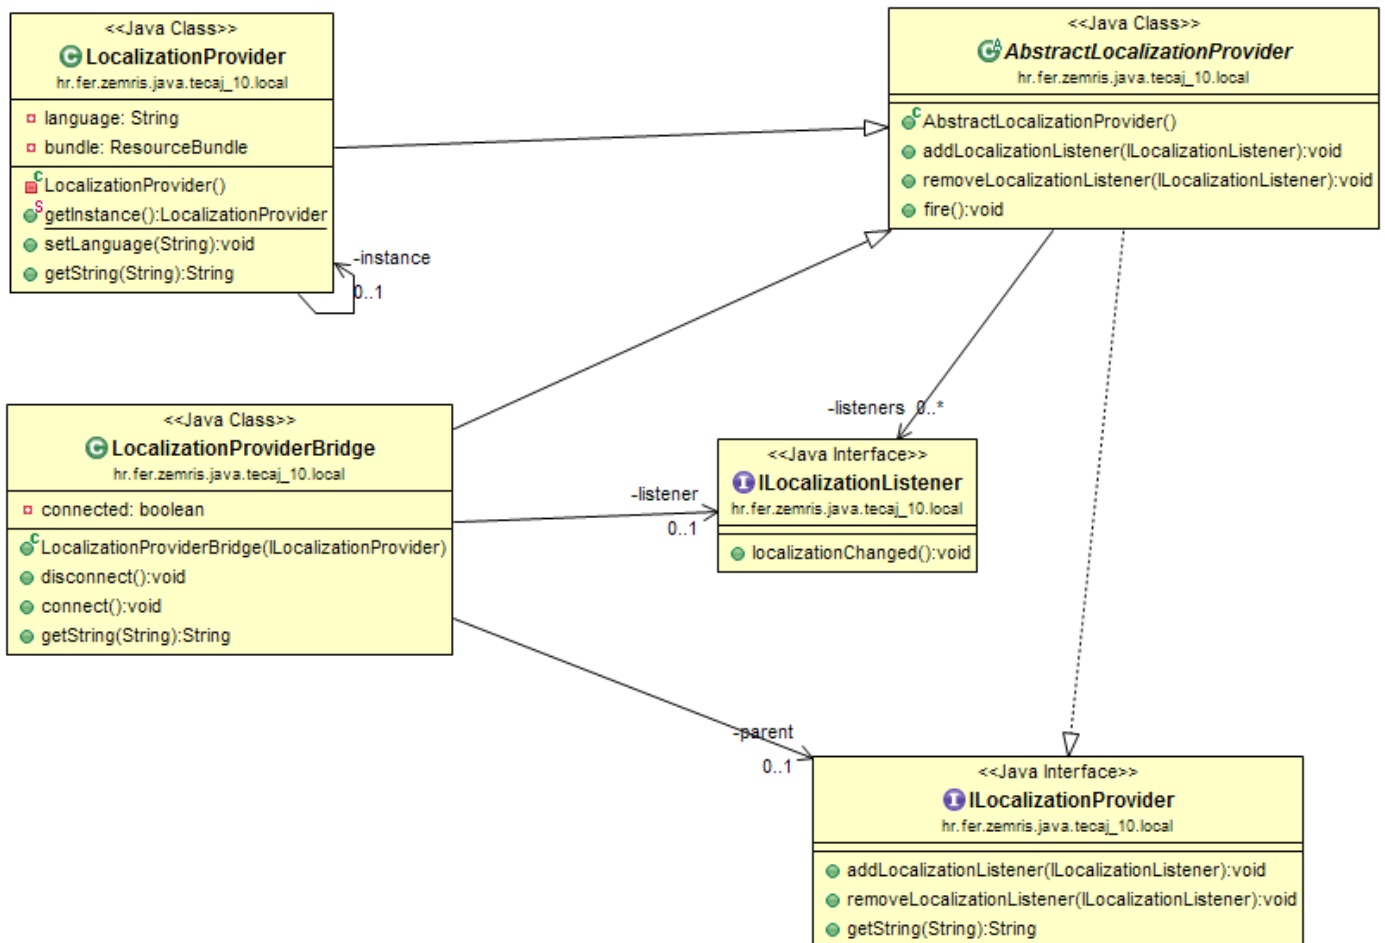 <<Java Class>>
LocalizationProvider
hr.fer.zemris.java.tecaj_10.local
language: String
bundle: ResourceBundle
LocalizationProvider()
getInstance():LocalizationProvider
setLanguage(String):void
getString(String):String
-instance
0..1
<<Java Class>>
AbstractLocalizationProvider
hr.fer.zemris.java.tecaj_10.local
AbstractLocalizationProvider()
addLocalizationListener(ILocalizationListener):void
removeLocalizationListener(ILocalizationListener):void
fire():void
<<Java Class>>
LocalizationProviderBridge
hr.fer.zemris.java.tecaj_10.local
connected: boolean
LocalizationProviderBridge(ILocalizationProvider)
disconnect():void
connect():void
getString(String):String
-listeners 0..*
-listener
0..1
<<Java Interface>>
ILocalizationListener
hr.fer.zemris.java.tecaj_10.local
localizationChanged():void
-parent
0..1
<<Java Interface>>
ILocalizationProvider
hr.fer.zemris.java.tecaj_10.local
addLocalizationListener(ILocalizationListener):void
removeLocalizationListener(ILocalizationListener):void
getString(String):String